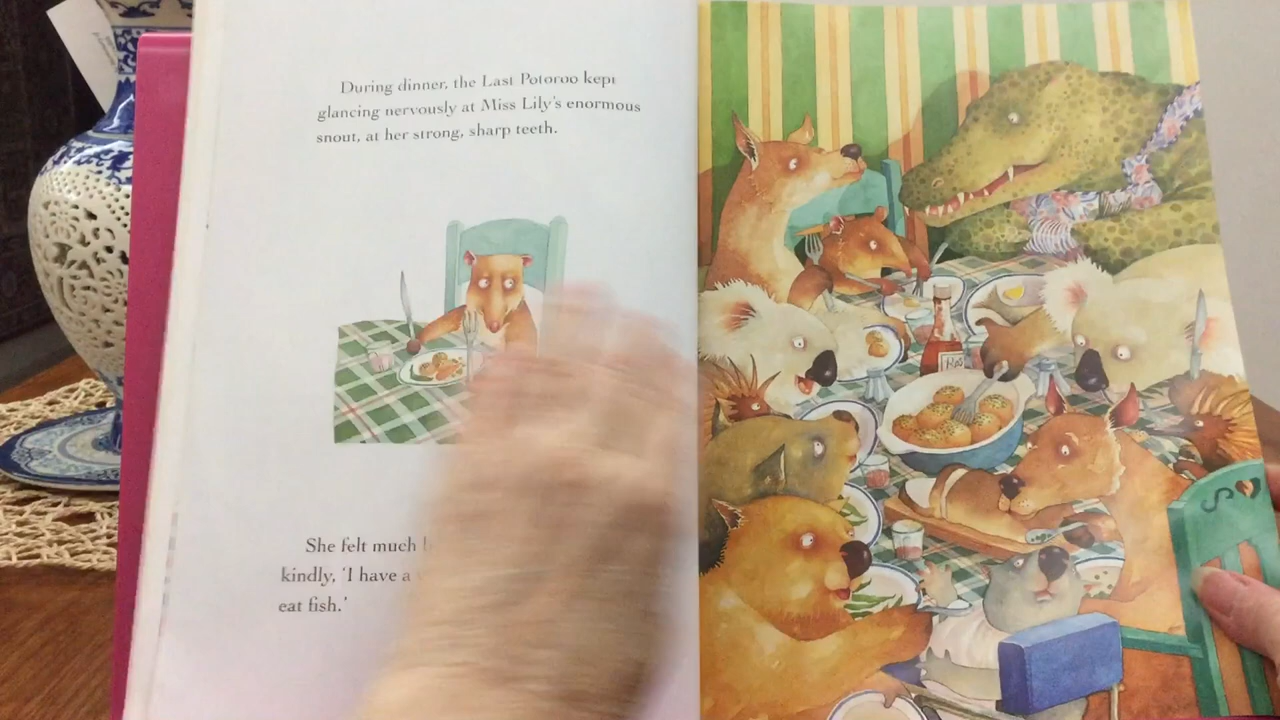 During dinner, the Last Potoroo kept
glancing nervously at Miss Lily's enormous
snout, at her strong, sharp teeth.
She felt much
kindly, 'I have a
eat fish.'